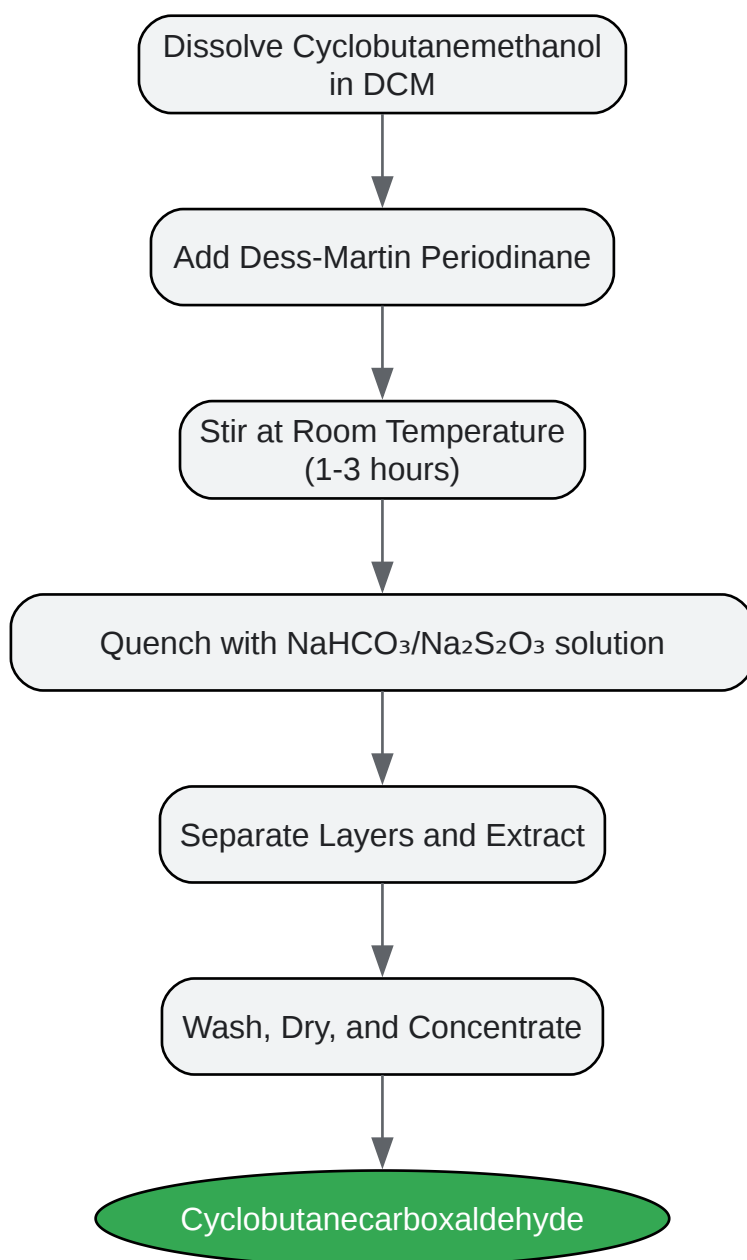 Dissolve Cyclobutanemethanol
in DCM
Add Dess-Martin Periodinane
Stir at Room Temperature
(1-3 hours)
Quench with NaHCO₃/Na₂S₂O₃ solution
Separate Layers and Extract
Wash, Dry, and Concentrate
Cyclobutanecarboxaldehyde